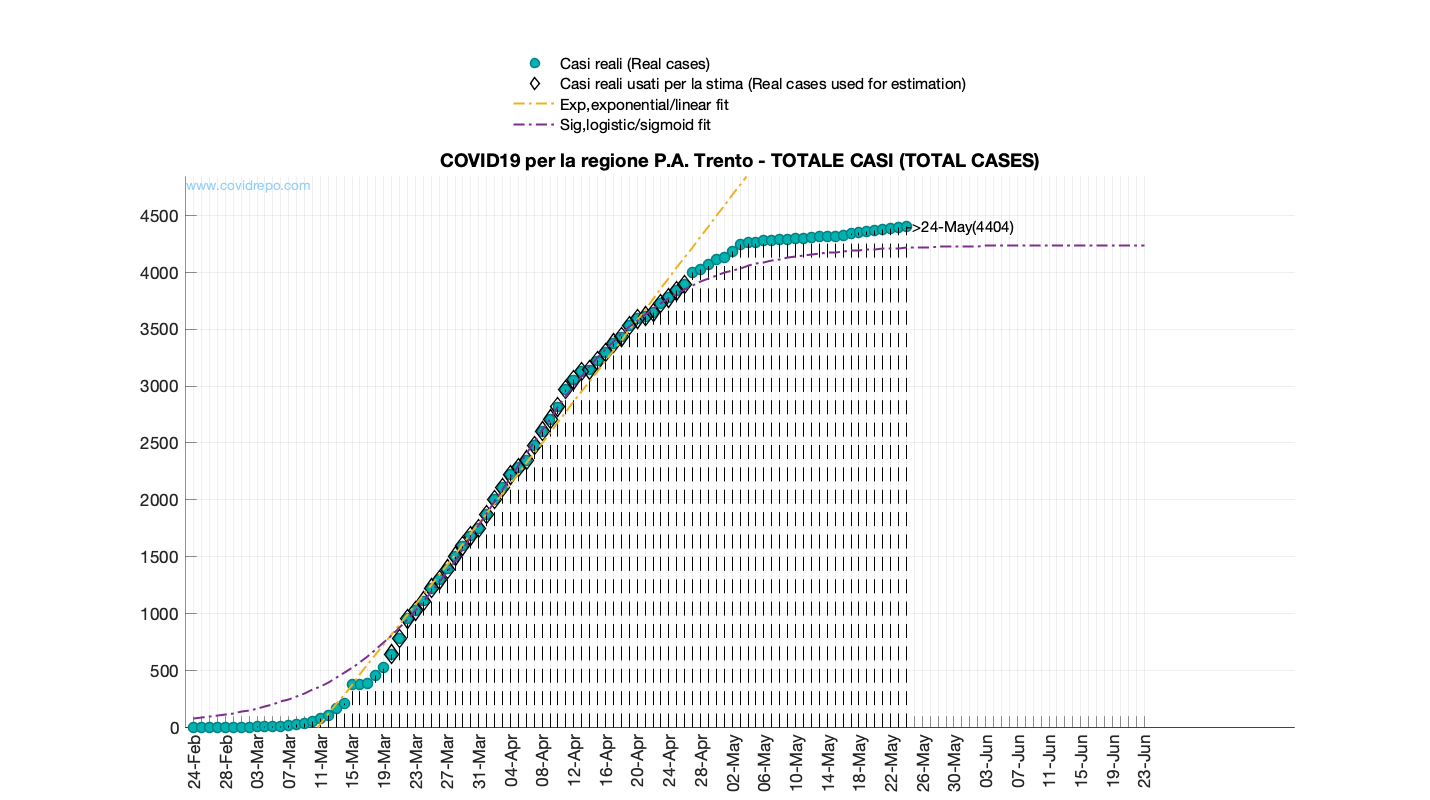 Casi reali (Real cases)
Casi reali usati per la stima (Real cases used for estimation)
Exp,exponential/linear fit
Sig,logistic/sigmoid fit
COVID19 per la regione P.A. Trento - TOTALE CASI (TOTAL CASES)
www.covidrepo.com
4500
>24-May(4404)
4000
3500
3000
2500
2000
1500
1000
500
0
24-Feb
28-Feb
03-Mar
07-Mar
11-Mar
15-Mar
19-Mar
23-Mar
27-Mar
31-Mar
04-Apr
08-Apr
12-Apr
16-Apr
20-Apr
24-Apr
28-Apr
02-May
06-May
10-May
14-May
18-May
22-May
26-May
30-May
03-Jun
07-Jun
11-Jun
15-Jun
19-Jun
23-Jun